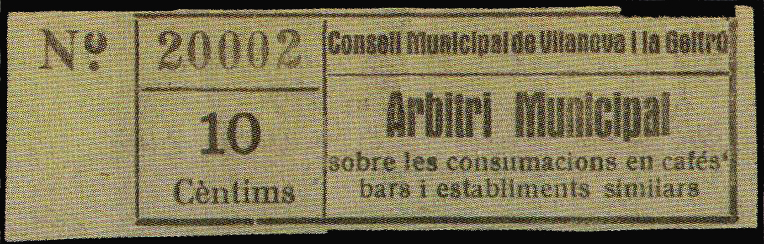 Nº 20002
10
Cèntims
Consell Municipal de Vilanova i la Geltrú
Arbitri Municipal
sobre les consumacions en cafés
bars i establiments similars